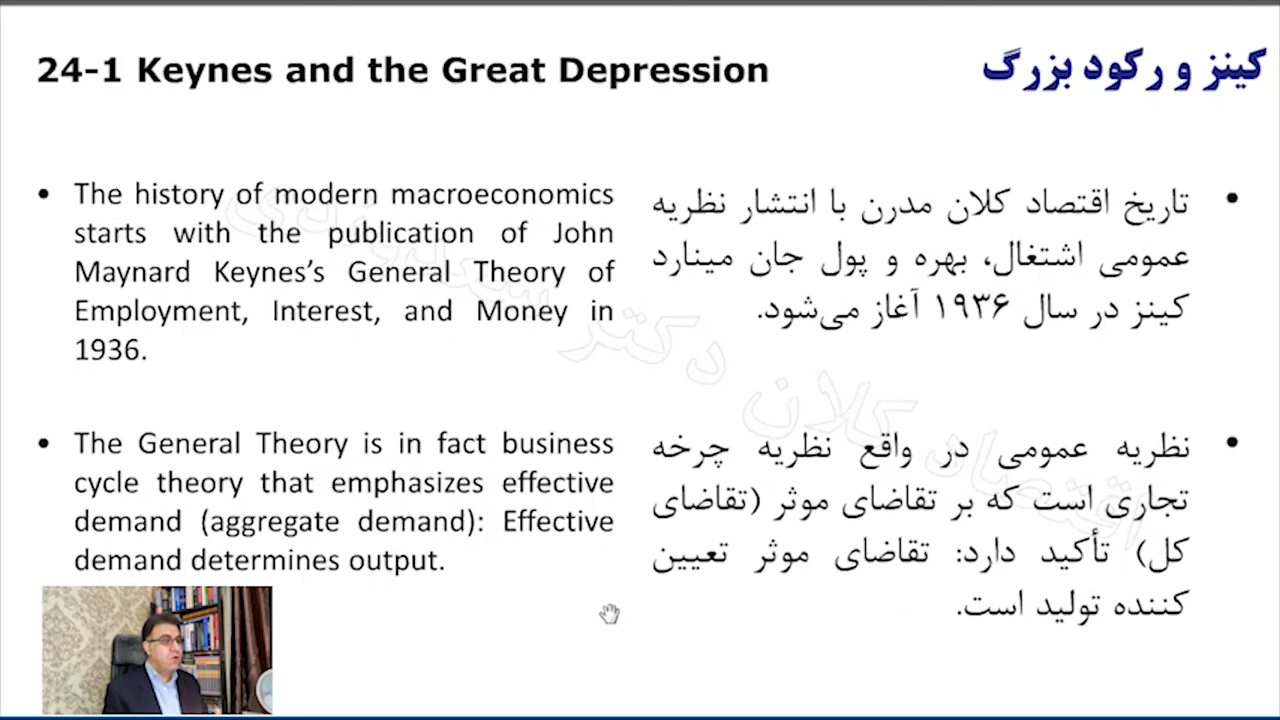 24-1 Keynes and the Great Depression
کینز و رکود بزرگ
• The history of modern macroeconomics
starts with the publication of John
Maynard Keynes’s General Theory of
Employment, Interest, and Money in
1936.
• The General Theory is in fact business
cycle theory that emphasizes effective
demand (aggregate demand): Effective
demand determines output.
• تاریخ اقتصاد کلان مدرن با انتشار نظریه
عمومی اشتغال، بهره و پول جان مینارد
کینز در سال ۱۹۳۶ آغاز می‌شود.
• نظریه عمومی در واقع نظریه چرخه
تجاری است که بر تقاضای موثر (تقاضای
کل) تأکید دارد: تقاضای موثر تعیین
کننده تولید است.
اقتصاد کلان دکتر